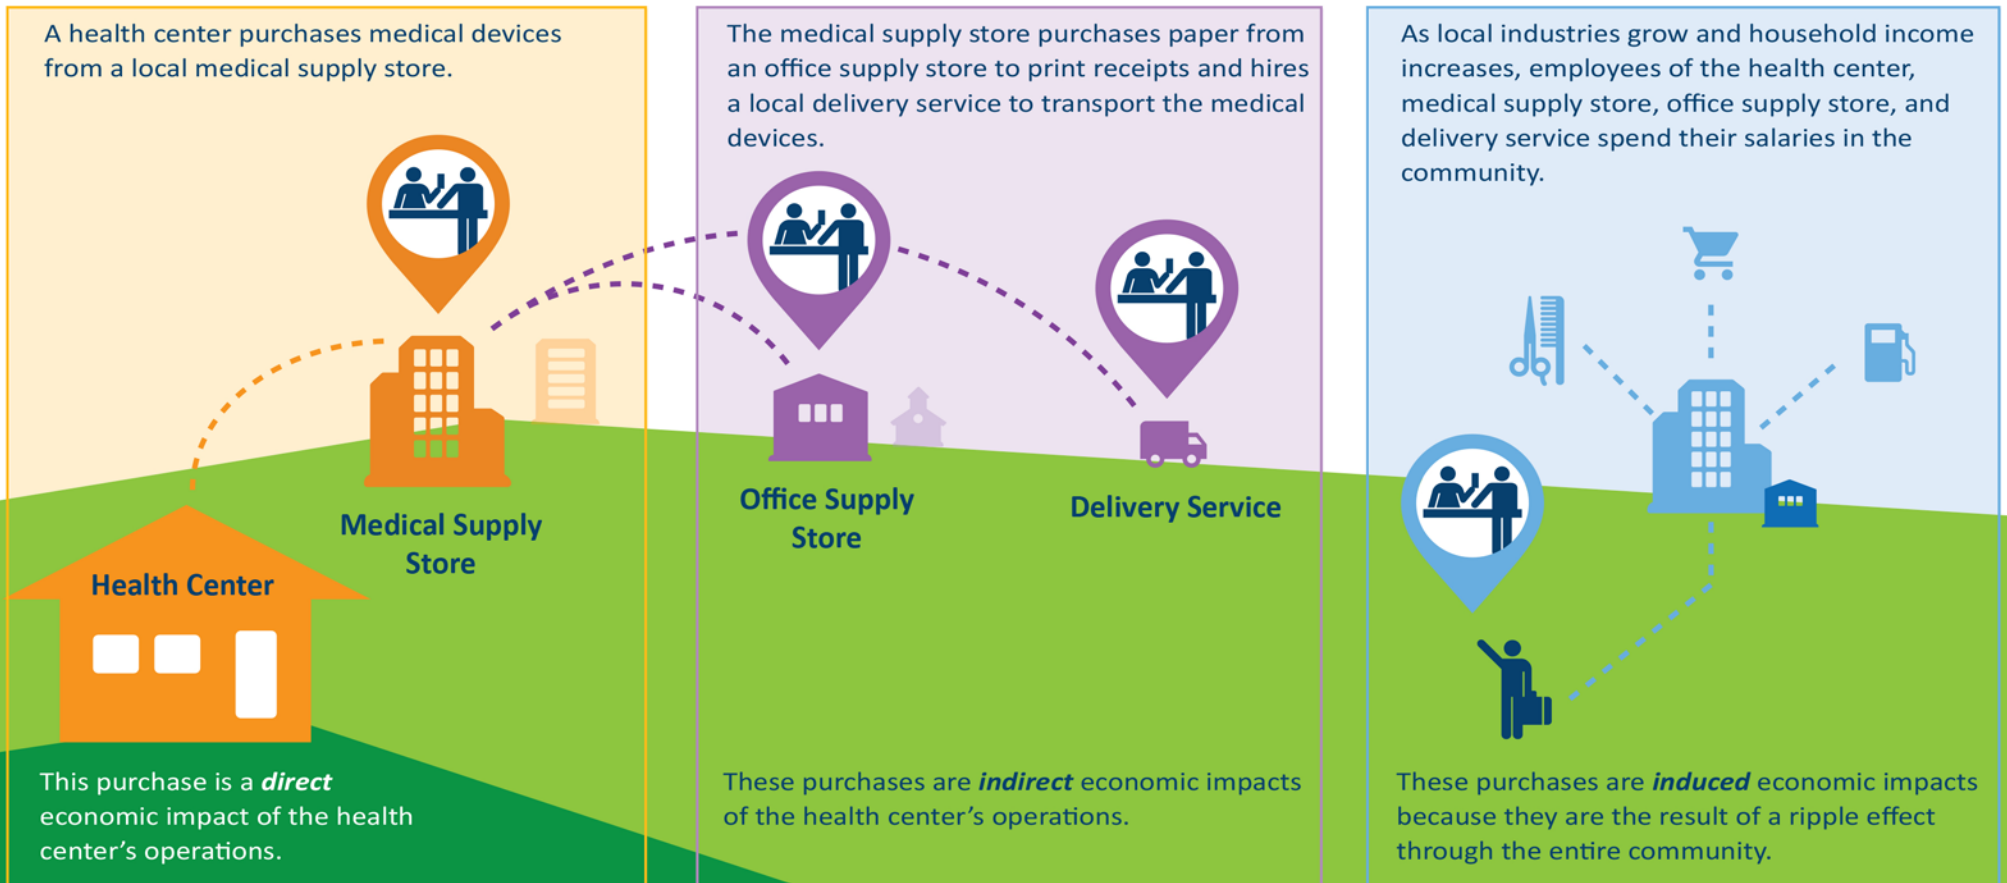 A health center purchases medical devices
from a local medical supply store.
Medical Supply
Store
Health Center
This purchase is a direct
economic impact of the health
center’s operations.
The medical supply store purchases paper from
an office supply store to print receipts and hires
a local delivery service to transport the medical
devices.
Office Supply
Store
Delivery Service
These purchases are indirect economic impacts
of the health center’s operations.
As local industries grow and household income
increases, employees of the health center,
medical supply store, office supply store, and
delivery service spend their salaries in the
community.
These purchases are induced economic impacts
because they are the result of a ripple effect
through the entire community.